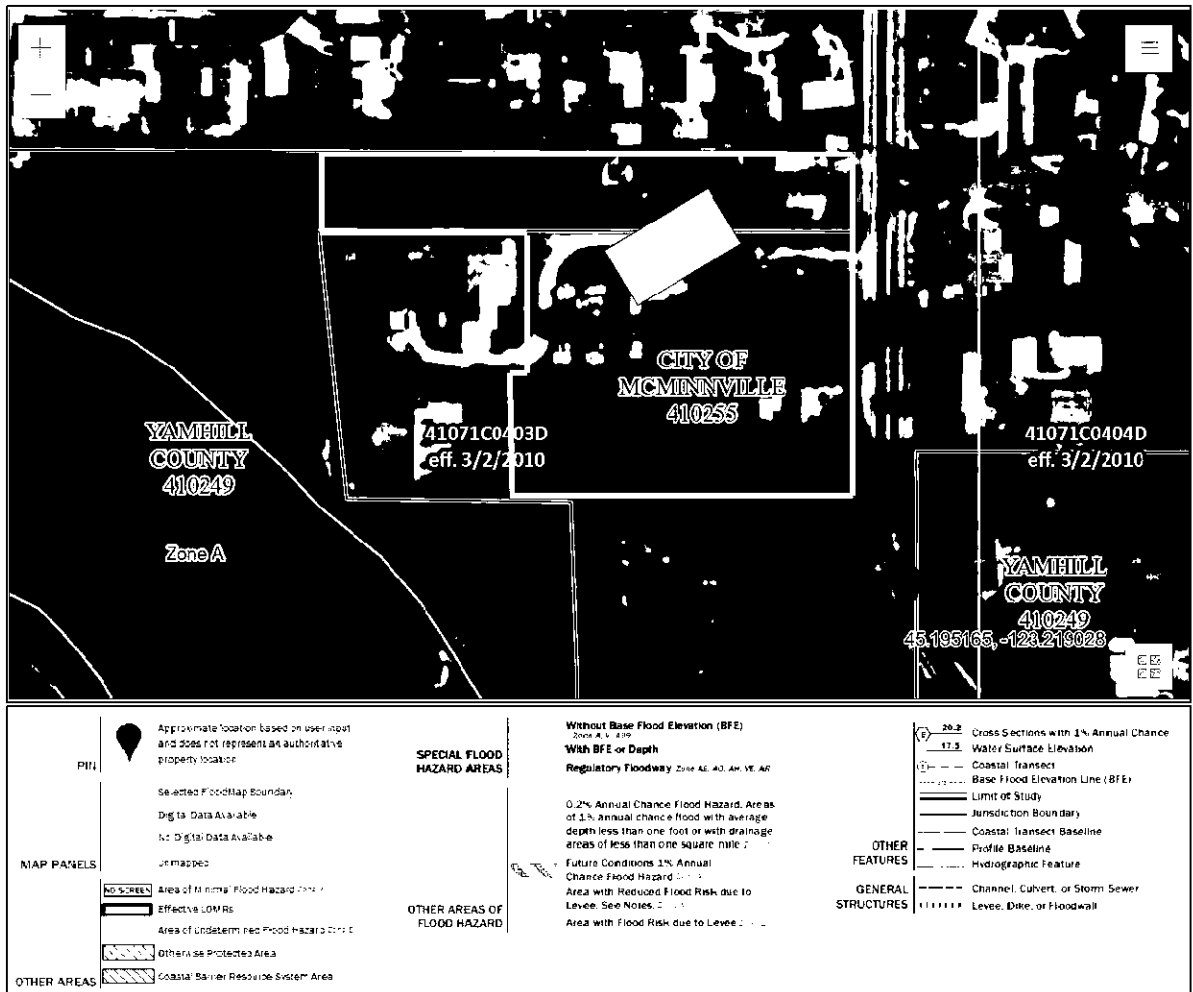 CITY OF
MCMINNVILLE
410255
YAMHILL
COUNTY
410249
41071C0403D
eff. 3/2/2010
41071C0404D
eff. 3/2/2010
Zone A
YAMHILL
COUNTY
410249
45.195165, -123.219028
PIN
Approximate location based on user input
and does not represent an authoritative
property location
MAP PANELS
Selected FloodMap Boundary
Digital Data Available
No Digital Data Available
Unmapped
OTHER AREAS
NO SCREEN Area of Minimal Flood Hazard
Effective LOMRs
Area of Undetermined Flood Hazard
Otherwise Protected Area
Coastal Barrier Resource System Area
SPECIAL FLOOD
HAZARD AREAS
Without Base Flood Elevation (BFE)
Zone A, V, A99
With BFE or Depth
Regulatory Floodway Zone AE, AO, AH, VE, AR
OTHER AREAS OF
FLOOD HAZARD
0.2% Annual Chance Flood Hazard, Areas
of 1% annual chance flood with average
depth less than one foot or with drainage
areas of less than one square mile
Future Conditions 1% Annual
Chance Flood Hazard
Area with Reduced Flood Risk due to
Levee. See Notes.
Area with Flood Risk due to Levee
OTHER
FEATURES
20.2 Cross Sections with 1% Annual Chance
17.5 Water Surface Elevation
Coastal Transect
Base Flood Elevation Line (BFE)
Limit of Study
Jurisdiction Boundary
Coastal Transect Baseline
Profile Baseline
Hydrographic Feature
GENERAL
STRUCTURES
Channel, Culvert, or Storm Sewer
Levee, Dike, or Floodwall